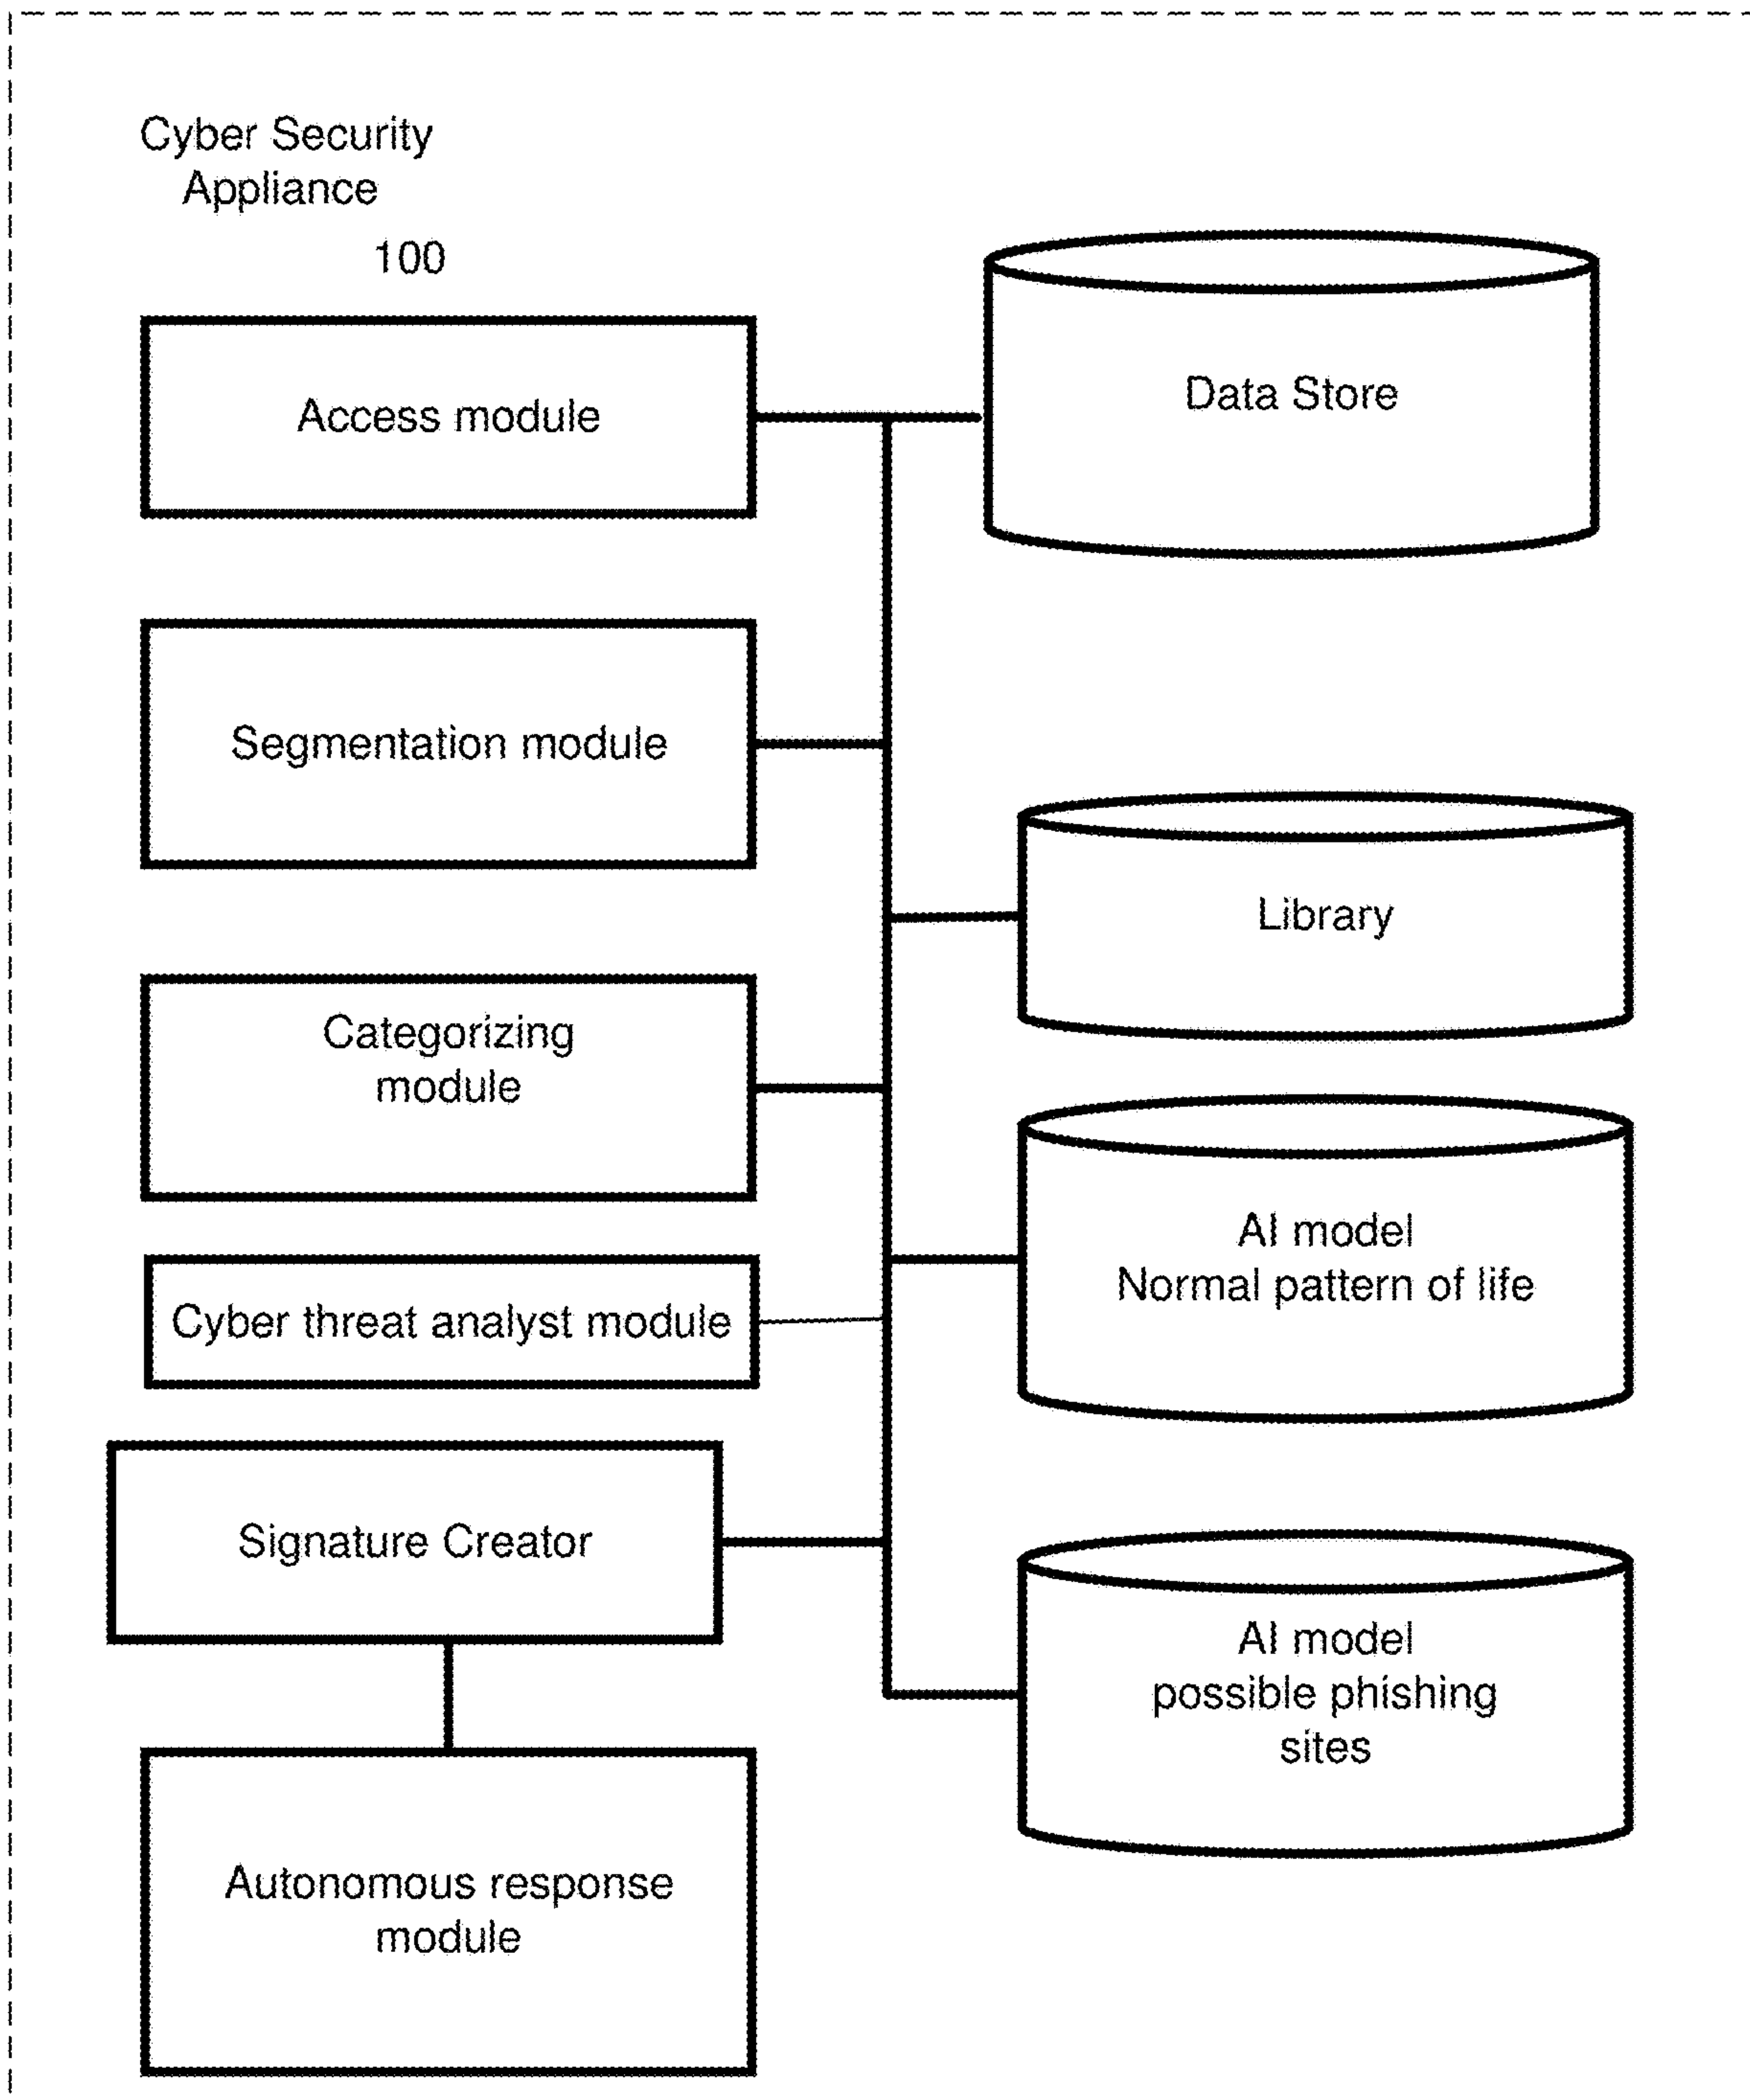 Cyber Security
Appliance
100
Access module
Data Store
Segmentation module
Library
Categorizing
module
AI model
Normal pattern of life
Cyber threat analyst module
Signature Creator
AI model
possible phishing
sites
Autonomous response
module